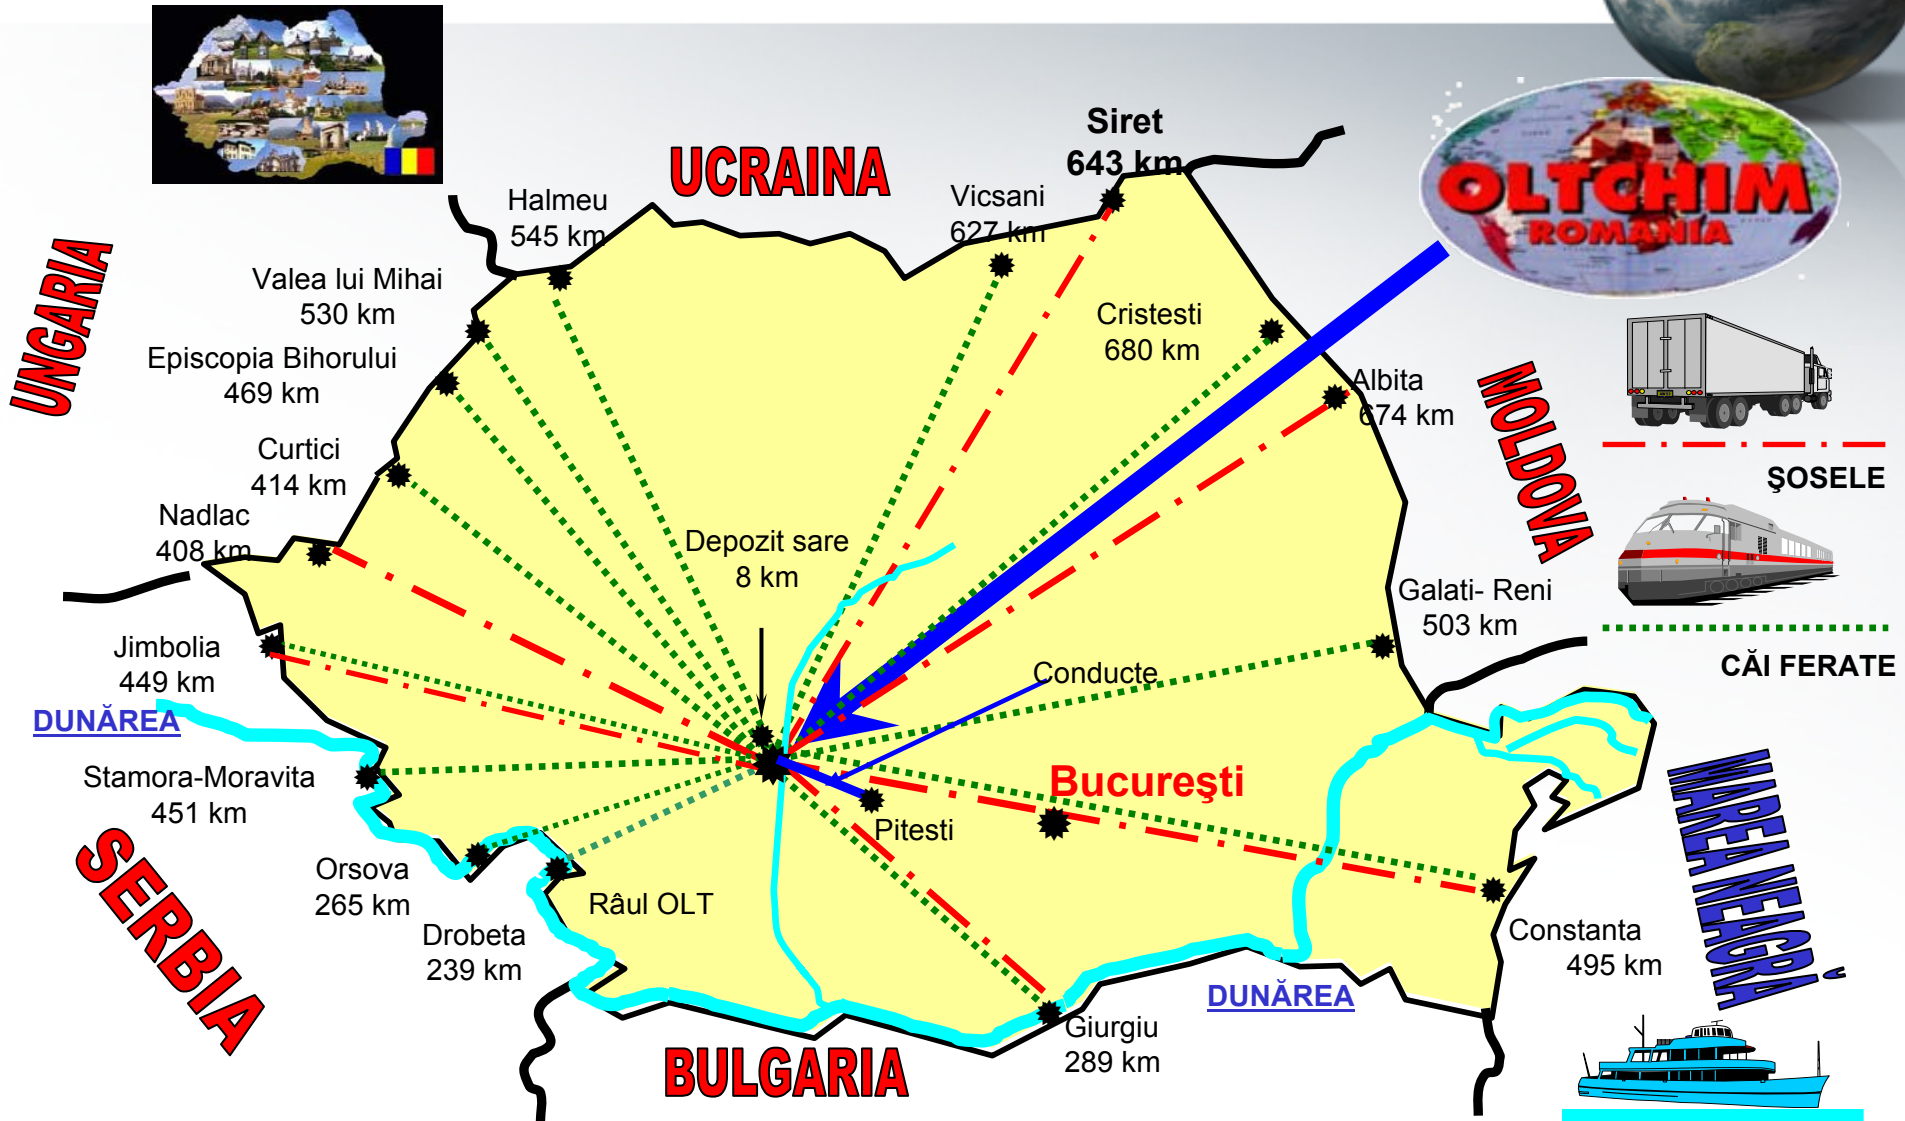 Siret
643 km
UCRAINA
OLTCHIM
ROMANIA
Halmeu
545 km
Vicsani
627 km
UNGARIA
Valea lui Mihai
530 km
Cristesti
680 km
Episcopia Bihorului
469 km
Albita
674 km
MOLDOVA
Curtici
414 km
ŞOSELE
Nadlac
408 km
Depozit sare
8 km
Galati- Reni
503 km
Jimbolia
449 km
Conducte
CĂI FERATE
DUNĂREA
Stamora-Moravita
451 km
Bucureşti
MAREA NEAGRĂ
Pitesti
SERBIA
Orsova
265 km
Râul OLT
Drobeta
239 km
Constanta
495 km
DUNĂREA
Giurgiu
289 km
BULGARIA